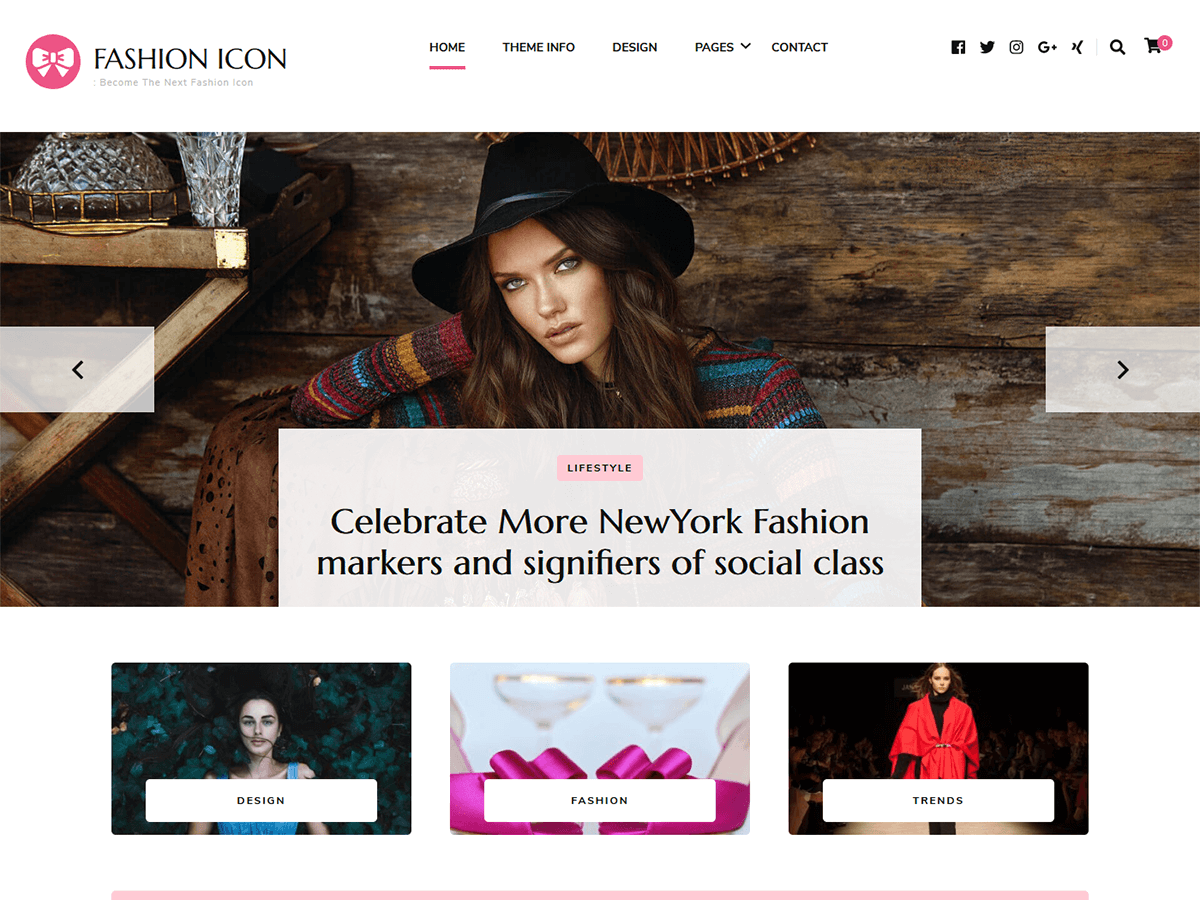 FASHION ICON
: Become The Next Fashion Icon
HOME
THEME INFO
DESIGN
PAGES
CONTACT
0
LIFESTYLE
Celebrate More NewYork Fashion
markers and signifiers of social class
DESIGN
FASHION
TRENDS